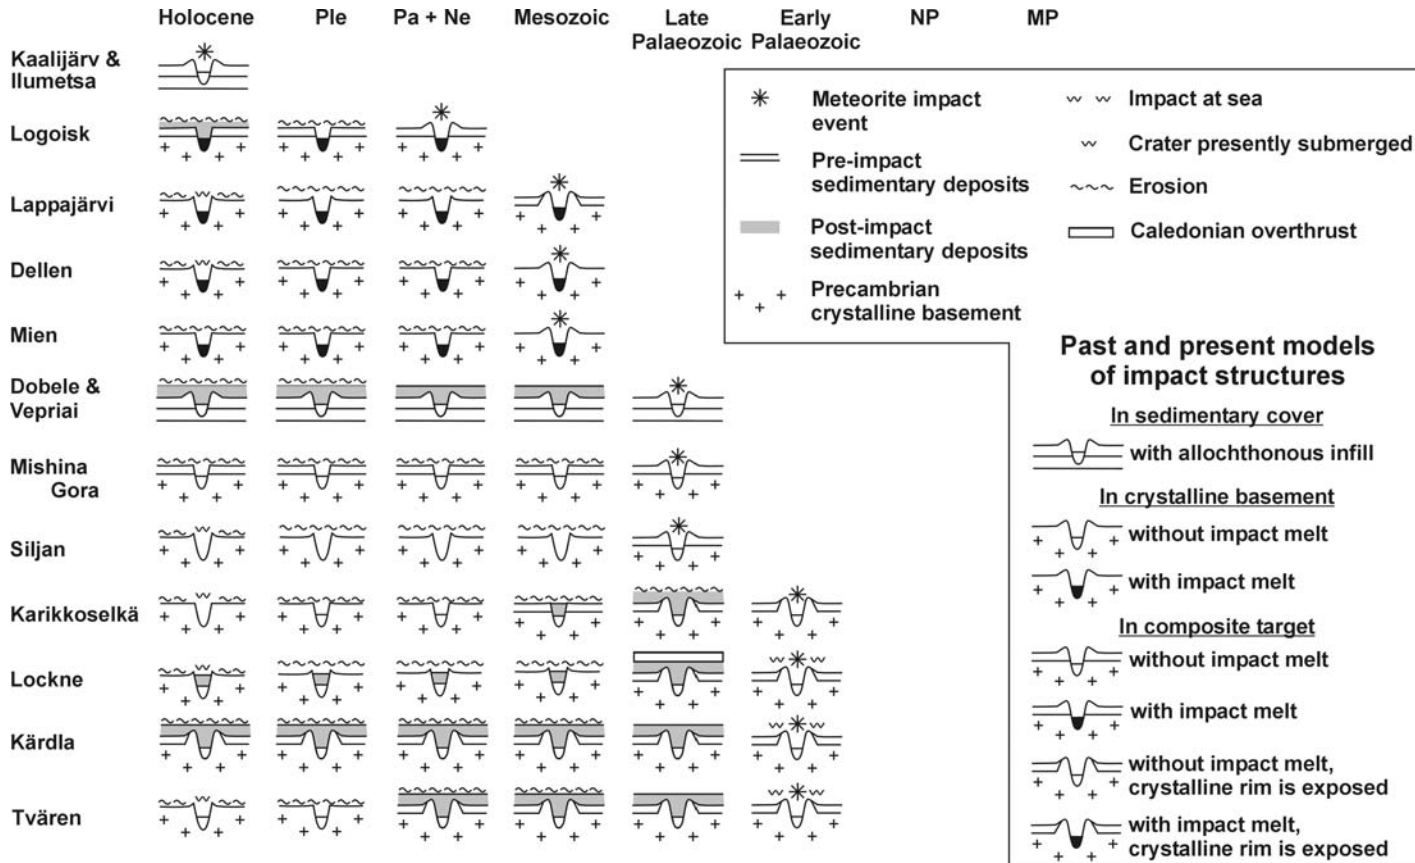 Holocene Ple Pa + Ne Mesozoic Late Early NP MP
Palaeozoic Palaeozoic
Kaalijärv &
Ilumetsa
Logoisk
Lappajärvi
Dellen
Mien
Dobele &
Vepriai
Mishina
Gora
Siljan
Karikkoselkä
Lockne
Kärdla
Tvären
Meteorite impact
event
Pre-impact
sedimentary deposits
Post-impact
sedimentary deposits
Precambrian
crystalline basement
Impact at sea
Crater presently submerged
Erosion
Caledonian overthrust
Past and present models
of impact structures
In sedimentary cover
with allochthonous infill
In crystalline basement
without impact melt
with impact melt
In composite target
without impact melt
with impact melt
without impact melt,
crystalline rim is exposed
with impact melt,
crystalline rim is exposed